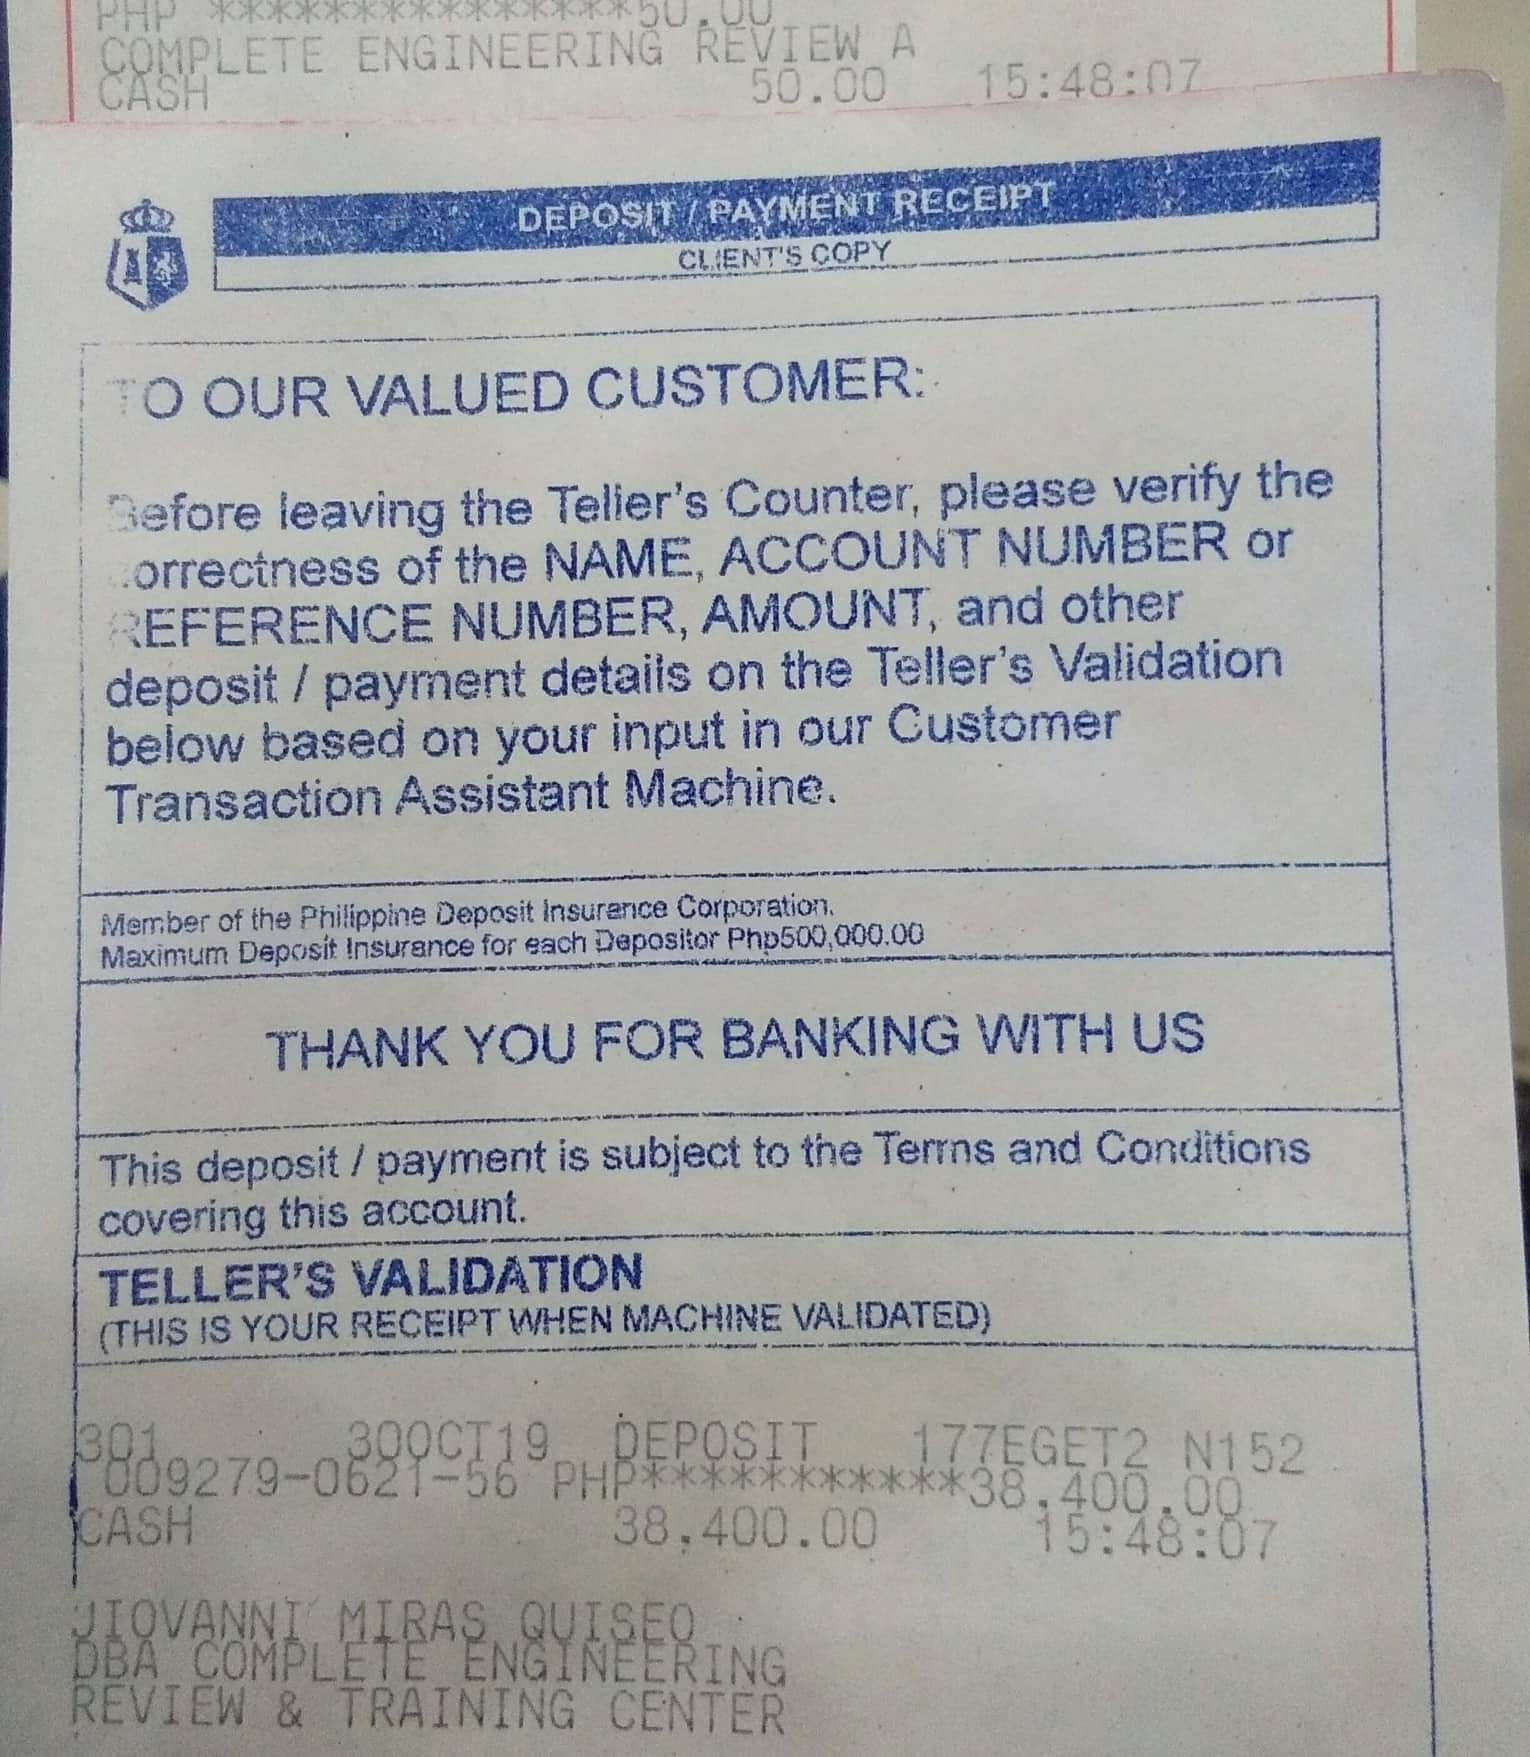 PHP ***************50.00
COMPLETE ENGINEERING REVIEW A
CASH 50.00 15:48:07
DEPOSIT / PAYMENT RECEIPT
CLIENT'S COPY
TO OUR VALUED CUSTOMER:
Before leaving the Teller's Counter, please verify the
correctness of the NAME, ACCOUNT NUMBER or
REFERENCE NUMBER, AMOUNT, and other
deposit / payment details on the Teller's Validation
below based on your input in our Customer
Transaction Assistant Machine.
Member of the Philippine Deposit Insurance Corporation.
Maximum Deposit Insurance for each Depositor Php500,000.00
THANK YOU FOR BANKING WITH US
This deposit / payment is subject to the Terms and Conditions
covering this account.
TELLER'S VALIDATION
(THIS IS YOUR RECEIPT WHEN MACHINE VALIDATED)
301 30OCT19 DEPOSIT 177EGET2 N152
009279-0621-56 PHP***********38,400.00
CASH 38,400.00 15:48:07
JIOVANNI MIRAS QUISEO
DBA COMPLETE ENGINEERING
REVIEW & TRAINING CENTER